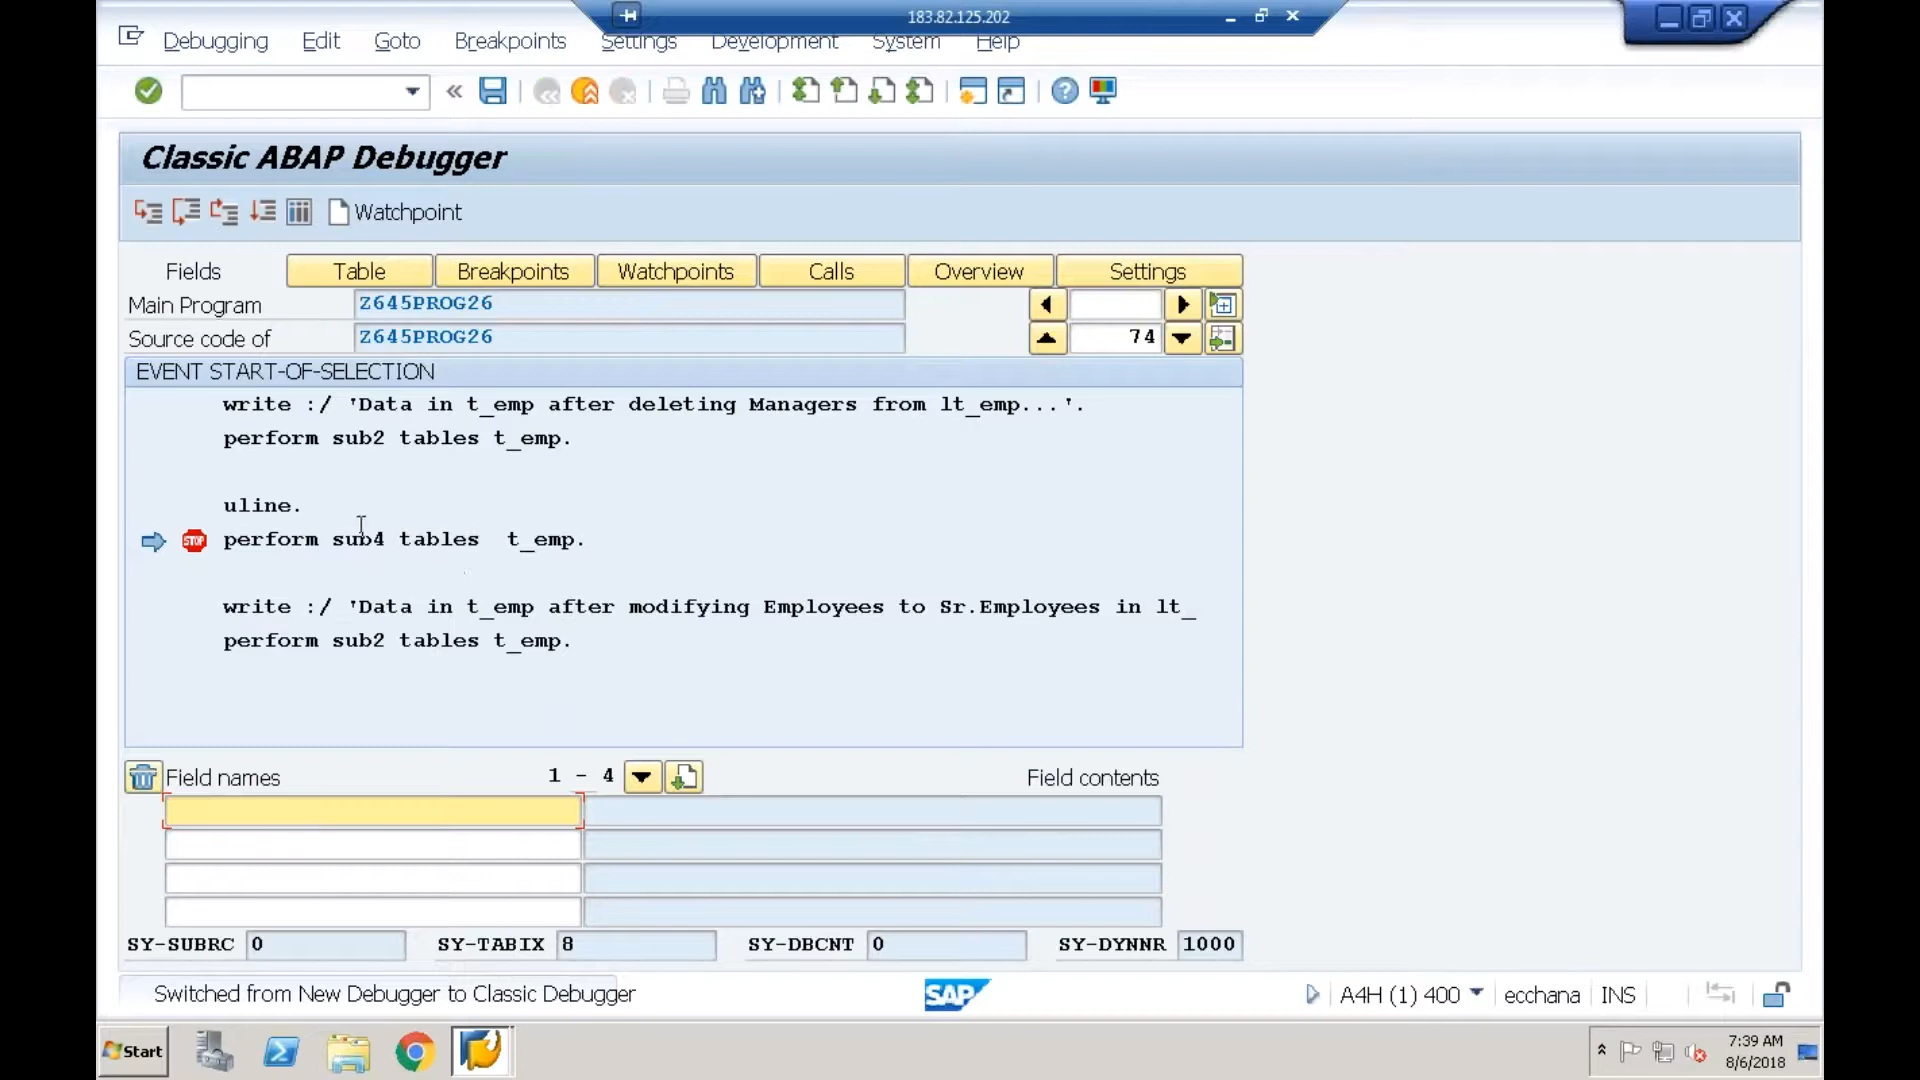 183.82.125.202
Debugging Edit Goto Breakpoints Settings Development System Help
Classic ABAP Debugger
Watchpoint
Fields Table Breakpoints Watchpoints Calls Overview Settings
Main Program Z645PROG26
Source code of Z645PROG26 74
EVENT START-OF-SELECTION
write :/ 'Data in t_emp after deleting Managers from lt_emp...'.
perform sub2 tables t_emp.
uline.
STOP perform sub4 tables  t_emp.
write :/ 'Data in t_emp after modifying Employees to Sr.Employees in lt_
perform sub2 tables t_emp.
Field names 1 - 4 Field contents
SY-SUBRC 0 SY-TABIX 8 SY-DBCNT 0 SY-DYNNR 1000
Switched from New Debugger to Classic Debugger SAP A4H (1) 400 ecchana INS
Start 7:39 AM
8/6/2018